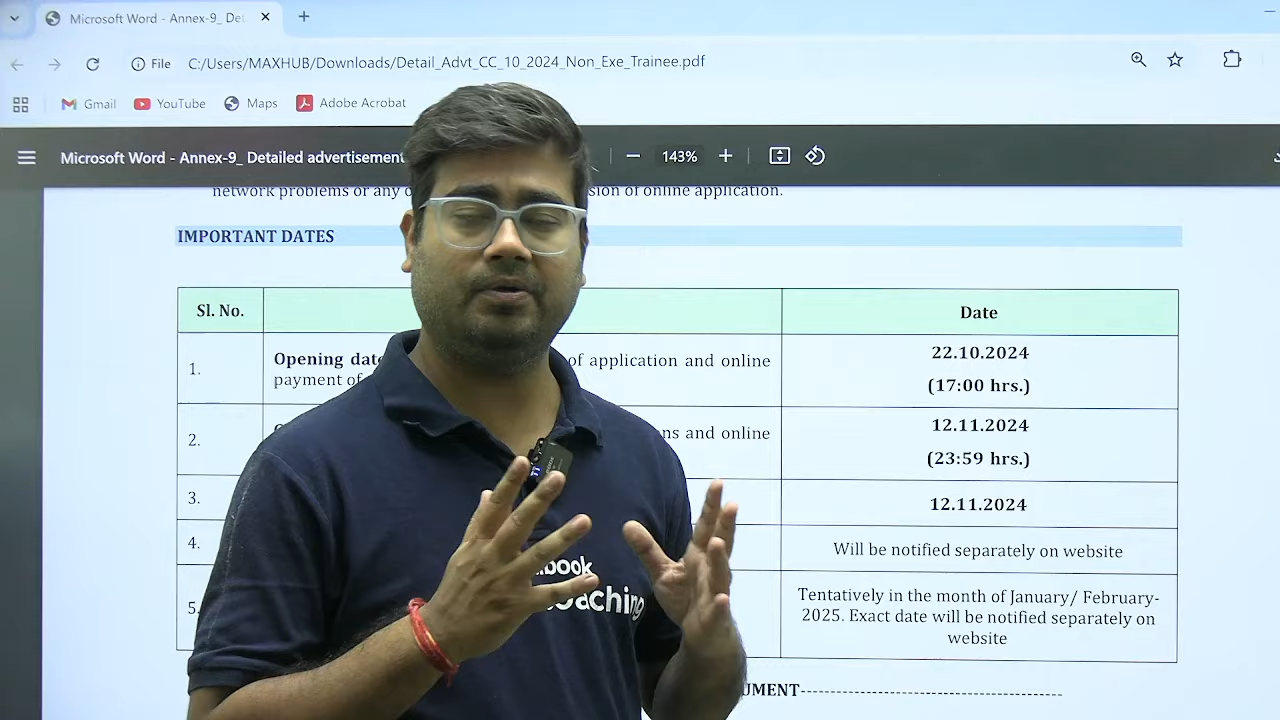 Microsoft Word - Annex-9_ Det
File C:/Users/MAXHUB/Downloads/Detail_Advt_CC_10_2024_Non_Exe_Trainee.pdf
Gmail YouTube Maps Adobe Acrobat
Microsoft Word - Annex-9_ Detailed advertisement 143%
network problems or any sion of online application.
IMPORTANT DATES
Sl. No. Date
1. Opening date of application and online payment of 22.10.2024 (17:00 hrs.)
2. ns and online 12.11.2024 (23:59 hrs.)
3. 12.11.2024
4. Will be notified separately on website
5. Tentatively in the month of January/ February-
2025. Exact date will be notified separately on
website
UMENT-------------------------------------
book
oaching